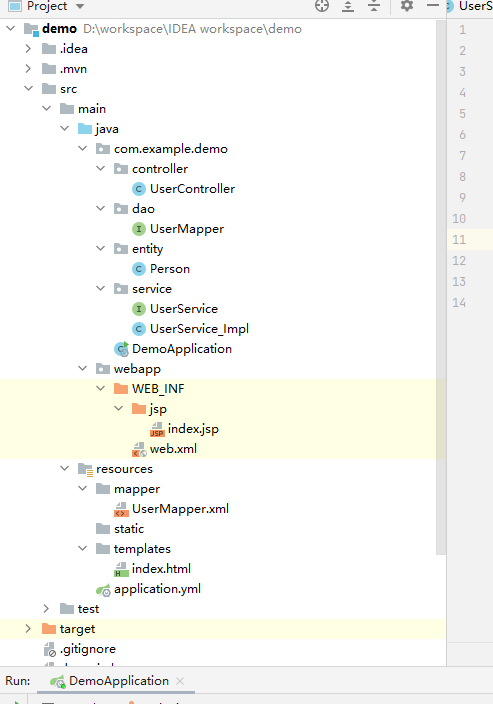 Project
UserS
demo D:\workspace\IDEA workspace\demo
.idea
.mvn
src
main
java
com.example.demo
controller
UserController
dao
UserMapper
entity
Person
service
UserService
UserService_Impl
DemoApplication
webapp
WEB_INF
jsp
index.jsp
web.xml
resources
mapper
UserMapper.xml
static
templates
index.html
application.yml
test
target
.gitignore
1
2
3
4
5
6
7
8
9
10
11
12
13
14
Run: DemoApplication